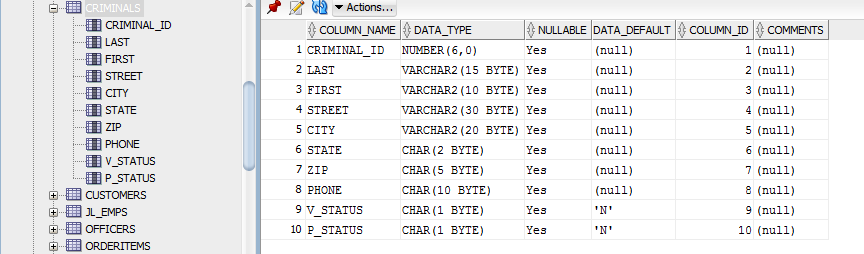 CRIMINALS
CRIMINAL_ID
LAST
FIRST
STREET
CITY
STATE
ZIP
PHONE
V_STATUS
P_STATUS
CUSTOMERS
JL_EMPS
OFFICERS
ORDERITEMS
Actions...
COLUMN_NAME DATA_TYPE NULLABLE DATA_DEFAULT COLUMN_ID COMMENTS
1 CRIMINAL_ID NUMBER(6,0) Yes (null) 1 (null)
2 LAST VARCHAR2(15 BYTE) Yes (null) 2 (null)
3 FIRST VARCHAR2(10 BYTE) Yes (null) 3 (null)
4 STREET VARCHAR2(30 BYTE) Yes (null) 4 (null)
5 CITY VARCHAR2(20 BYTE) Yes (null) 5 (null)
6 STATE CHAR(2 BYTE) Yes (null) 6 (null)
7 ZIP CHAR(5 BYTE) Yes (null) 7 (null)
8 PHONE CHAR(10 BYTE) Yes (null) 8 (null)
9 V_STATUS CHAR(1 BYTE) Yes 'N' 9 (null)
10 P_STATUS CHAR(1 BYTE) Yes 'N' 10 (null)